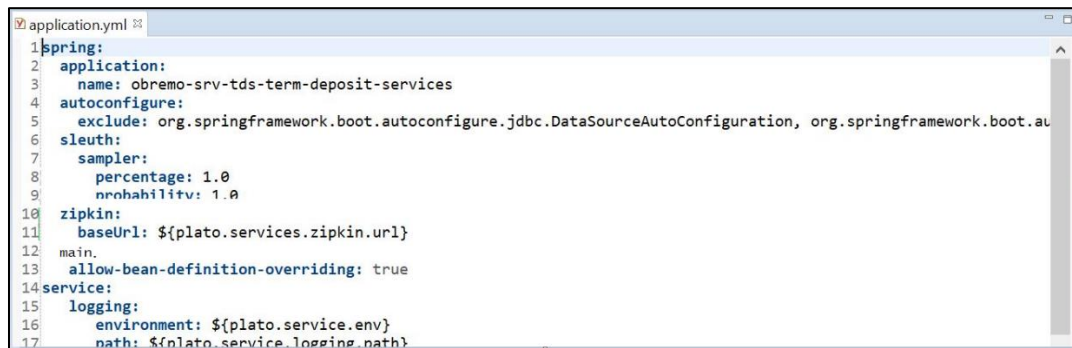 application.yml
1 spring:
2   application:
3     name: obremo-srv-tds-term-deposit-services
4   autoconfigure:
5     exclude: org.springframework.boot.autoconfigure.jdbc.DataSourceAutoConfiguration, org.springframework.boot.au
6   sleuth:
7     sampler:
8       percentage: 1.0
9       probability: 1.0
10   zipkin:
11     baseUrl: ${plato.services.zipkin.url}
12   main.
13    allow-bean-definition-overriding: true
14 service:
15    logging:
16       environment: ${plato.service.env}
17       path: ${plato.service.logging.path}